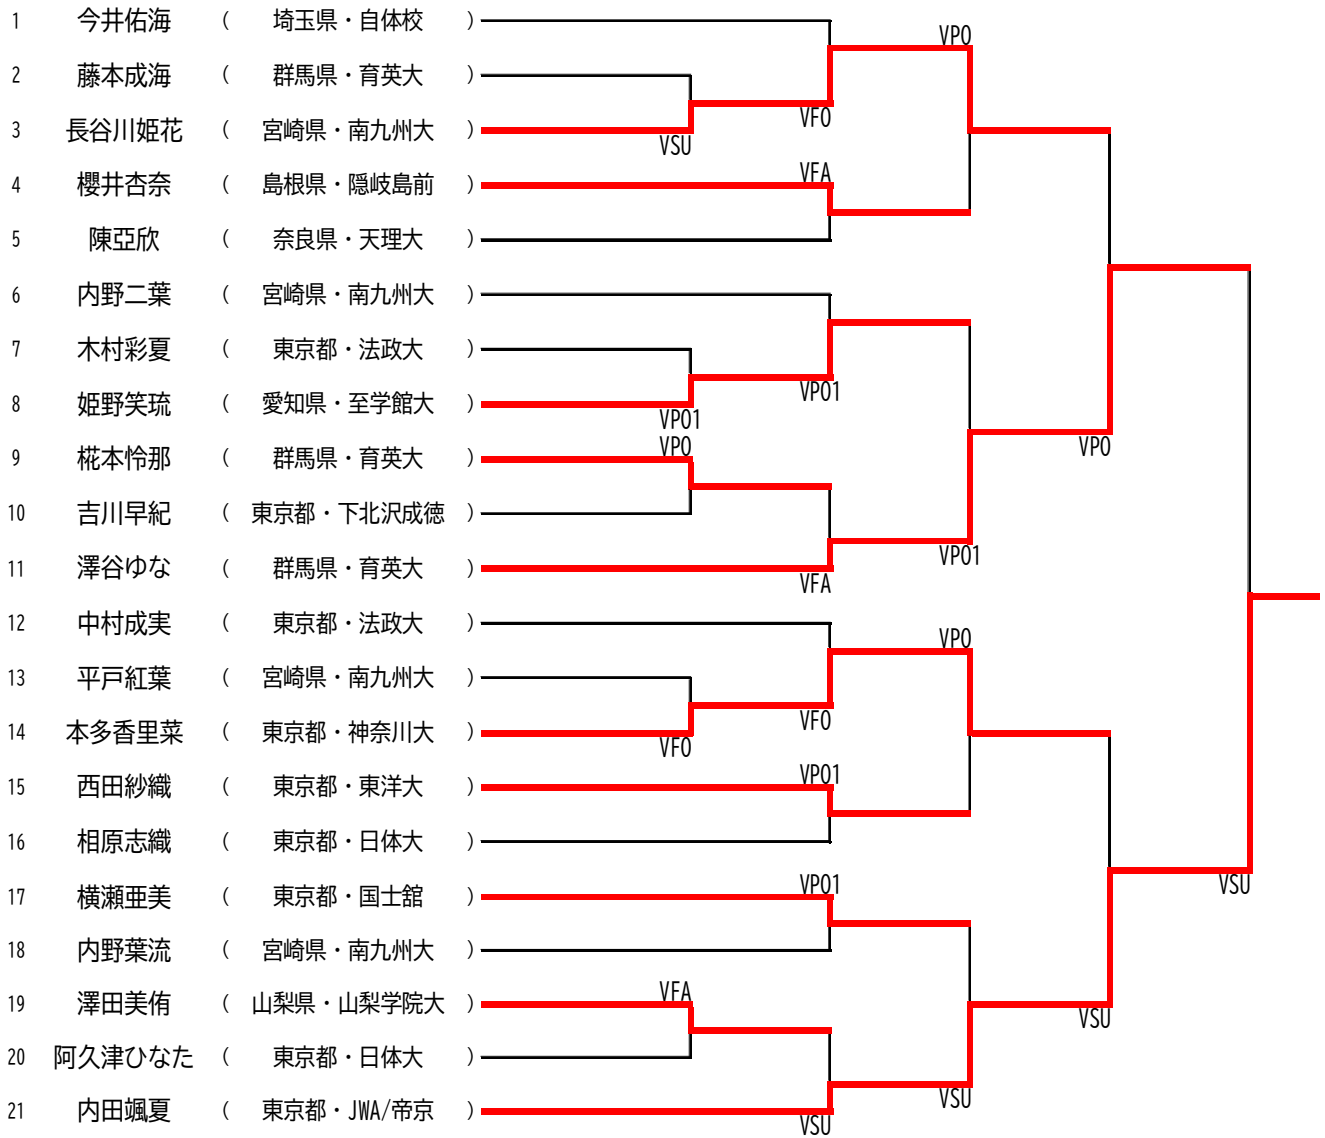 1 今井佑海 ( 埼玉県・自体校 )
VPO
2 藤本成海 ( 群馬県・育英大 )
VFO
3 長谷川姫花 ( 宮崎県・南九州大 )
VSU
VFA
4 櫻井杏奈 ( 島根県・隠岐島前 )
5 陳亞欣 ( 奈良県・天理大 )
6 内野二葉 ( 宮崎県・南九州大 )
7 木村彩夏 ( 東京都・法政大 )
VPO1
8 姫野笑琉 ( 愛知県・至学館大 )
VPO1
VPO
VPO
9 椛本怜那 ( 群馬県・育英大 )
10 吉川早紀 ( 東京都・下北沢成徳 )
VPO1
11 澤谷ゆな ( 群馬県・育英大 )
VFA
12 中村成実 ( 東京都・法政大 )
VPO
13 平戸紅葉 ( 宮崎県・南九州大 )
VFO
14 本多香里菜 ( 東京都・神奈川大 )
VFO
VPO1
15 西田紗織 ( 東京都・東洋大 )
16 相原志織 ( 東京都・日体大 )
VPO1
VSU
17 横瀬亜美 ( 東京都・国士舘 )
18 内野葉流 ( 宮崎県・南九州大 )
VFA
19 澤田美侑 ( 山梨県・山梨学院大 )
VSU
20 阿久津ひなた ( 東京都・日体大 )
VSU
21 内田颯夏 ( 東京都・JWA/帝京 )
VSU